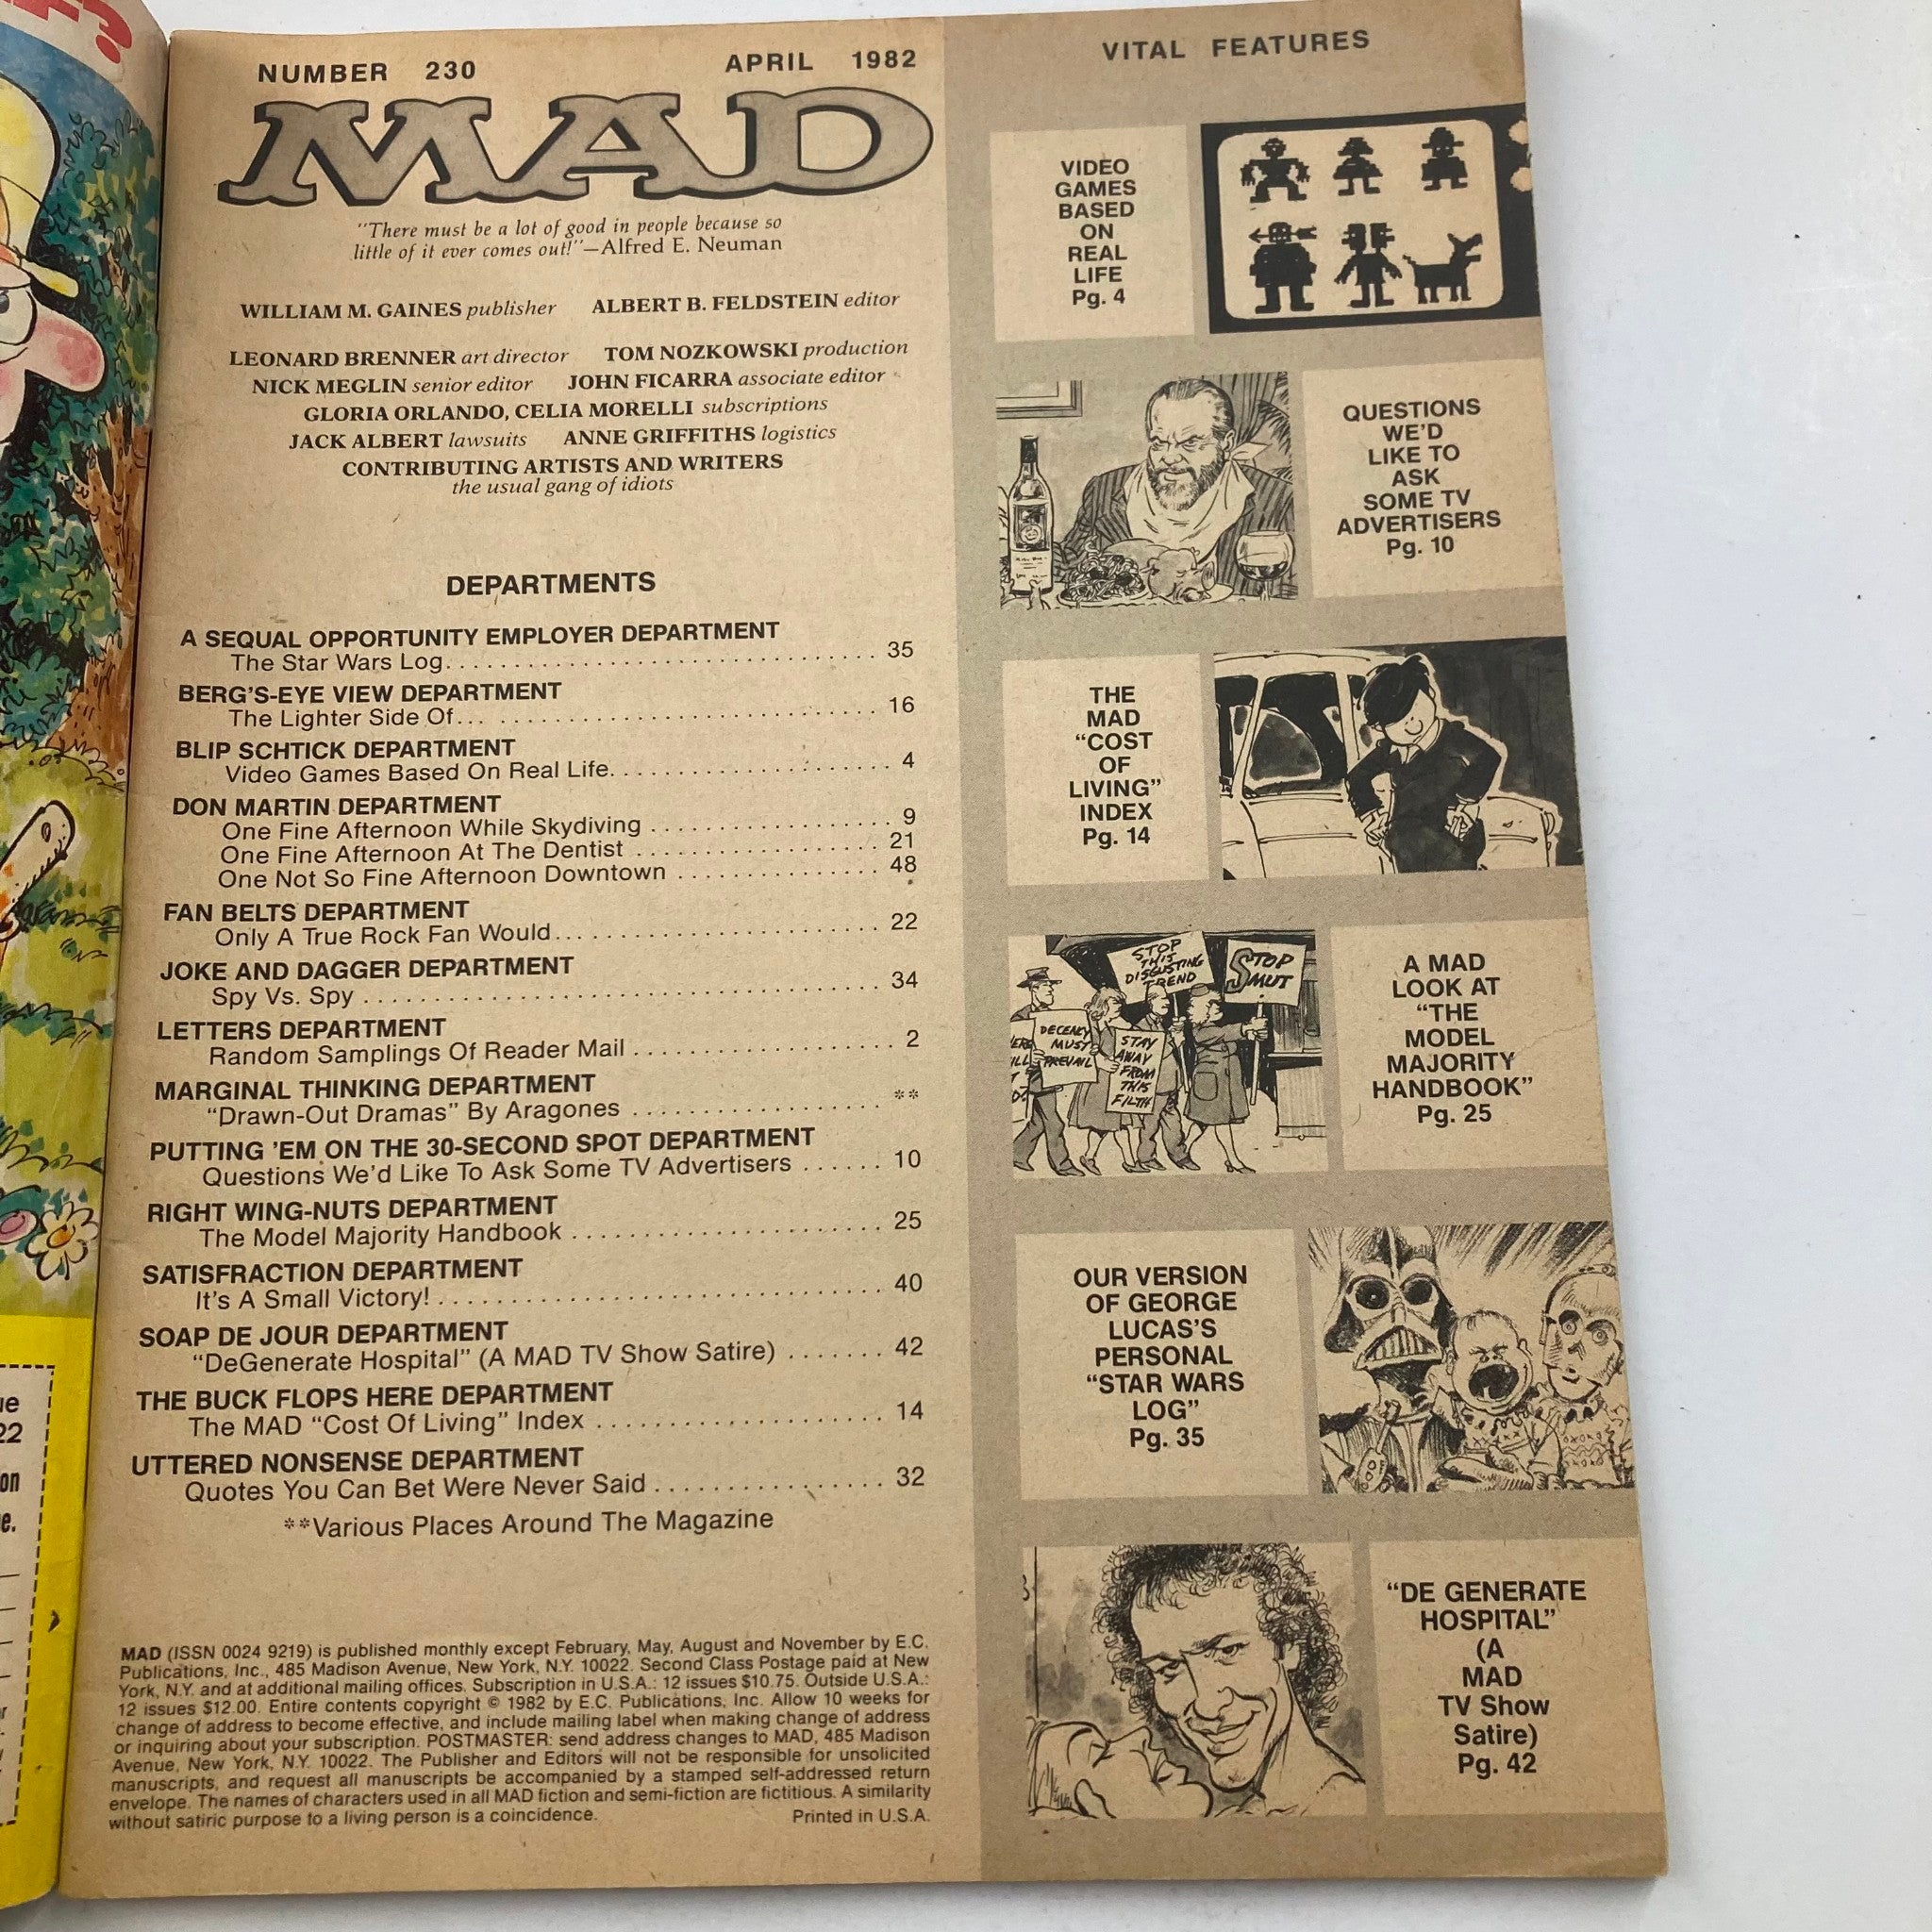 NUMBER 230 APRIL 1982
MAD
"There must be a lot of good in people because so
little of it ever comes out!"—Alfred E. Neuman
WILLIAM M. GAINES publisher ALBERT B. FELDSTEIN editor
LEONARD BRENNER art director TOM NOZKOWSKI production
NICK MEGLIN senior editor JOHN FICARRA associate editor
GLORIA ORLANDO, CELIA MORELLI subscriptions
JACK ALBERT lawsuits ANNE GRIFFITHS logistics
CONTRIBUTING ARTISTS AND WRITERS
the usual gang of idiots
DEPARTMENTS
A SEQUAL OPPORTUNITY EMPLOYER DEPARTMENT
The Star Wars Log. . . . . . . . . . . . . . . . . . . . . . . . . . . . . . . . 35
BERG'S-EYE VIEW DEPARTMENT
The Lighter Side Of... . . . . . . . . . . . . . . . . . . . . . . . . . . . . 16
BLIP SCHTICK DEPARTMENT
Video Games Based On Real Life. . . . . . . . . . . . . . . . . . . . 4
DON MARTIN DEPARTMENT
One Fine Afternoon While Skydiving . . . . . . . . . . . . . . . . . 9
One Fine Afternoon At The Dentist . . . . . . . . . . . . . . . . . . 21
One Not So Fine Afternoon Downtown . . . . . . . . . . . . . . . 48
FAN BELTS DEPARTMENT
Only A True Rock Fan Would... . . . . . . . . . . . . . . . . . . . . . 22
JOKE AND DAGGER DEPARTMENT
Spy Vs. Spy . . . . . . . . . . . . . . . . . . . . . . . . . . . . . . . . . . . 34
LETTERS DEPARTMENT
Random Samplings Of Reader Mail . . . . . . . . . . . . . . . . . . 2
MARGINAL THINKING DEPARTMENT
"Drawn-Out Dramas" By Aragones . . . . . . . . . . . . . . . . . . **
PUTTING 'EM ON THE 30-SECOND SPOT DEPARTMENT
Questions We'd Like To Ask Some TV Advertisers . . . . . . 10
RIGHT WING-NUTS DEPARTMENT
The Model Majority Handbook . . . . . . . . . . . . . . . . . . . . . . 25
SATISFRACTION DEPARTMENT
It's A Small Victory! . . . . . . . . . . . . . . . . . . . . . . . . . . . . . . 40
SOAP DE JOUR DEPARTMENT
"DeGenerate Hospital" (A MAD TV Show Satire) . . . . . . . 42
THE BUCK FLOPS HERE DEPARTMENT
The MAD "Cost Of Living" Index . . . . . . . . . . . . . . . . . . . . 14
UTTERED NONSENSE DEPARTMENT
Quotes You Can Bet Were Never Said . . . . . . . . . . . . . . . . 32
**Various Places Around The Magazine
MAD (ISSN 0024 9219) is published monthly except February, May, August and November by E.C.
Publications, Inc., 485 Madison Avenue, New York, N.Y. 10022. Second Class Postage paid at New
York, N.Y. and at additional mailing offices. Subscription in U.S.A.: 12 issues $10.75. Outside U.S.A.:
12 issues $12.00. Entire contents copyright © 1982 by E.C. Publications, Inc. Allow 10 weeks for
change of address to become effective, and include mailing label when making change of address
or inquiring about your subscription. POSTMASTER: send address changes to MAD, 485 Madison
Avenue, New York, N.Y. 10022. The Publisher and Editors will not be responsible for unsolicited
manuscripts, and request all manuscripts be accompanied by a stamped self-addressed return
envelope. The names of characters used in all MAD fiction and semi-fiction are fictitious. A similarity
without satiric purpose to a living person is a coincidence. Printed in U.S.A.
VITAL FEATURES
VIDEO
GAMES
BASED
ON
REAL
LIFE
Pg. 4
QUESTIONS
WE'D
LIKE TO
ASK
SOME TV
ADVERTISERS
Pg. 10
THE
MAD
"COST
OF
LIVING"
INDEX
Pg. 14
STOP
THIS
DISGUSTING
TREND
STOP
SMUT
DECENCY
MUST
PREVAIL
STAY
AWAY
FROM
THIS
FILTH
A MAD
LOOK AT
"THE
MODEL
MAJORITY
HANDBOOK"
Pg. 25
OUR VERSION
OF GEORGE
LUCAS'S
PERSONAL
"STAR WARS
LOG"
Pg. 35
"DE GENERATE
HOSPITAL"
(A
MAD
TV Show
Satire)
Pg. 42